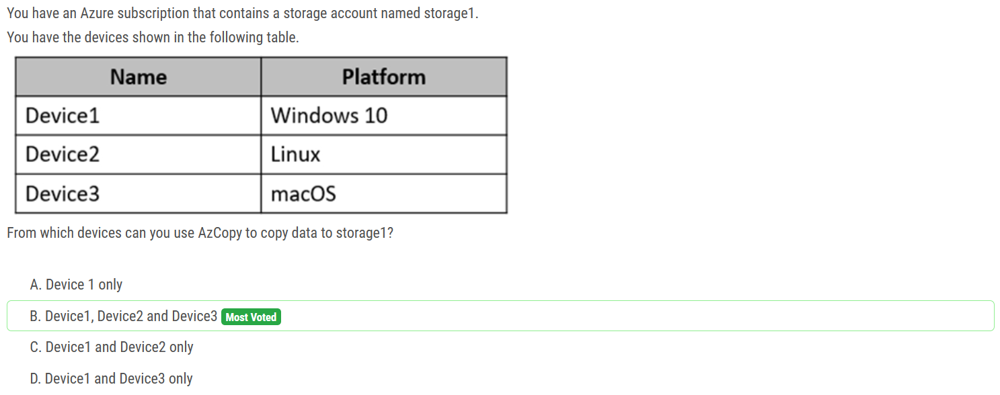 You have an Azure subscription that contains a storage account named storage1.
You have the devices shown in the following table.
Name Platform
Device1 Windows 10
Device2 Linux
Device3 macOS
From which devices can you use AzCopy to copy data to storage1?
A. Device 1 only
B. Device1, Device2 and Device3 Most Voted
C. Device1 and Device2 only
D. Device1 and Device3 only